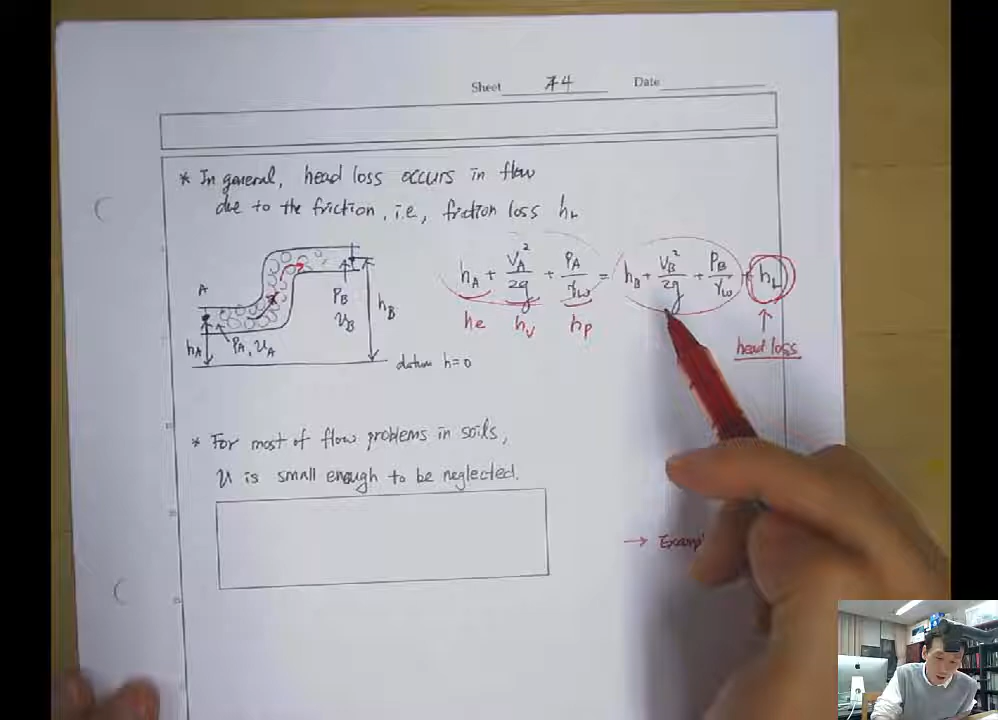 Sheet 74 Date
* In general, head loss occurs in flow
due to the friction, i.e., friction loss hL
A
hA
PA, vA
PB
vB
hB
datum h=0
hA + VA²/2g + PA/γw = hB + VB²/2g + PB/γw + hL
he hv hp
head loss
* For most of flow problems in soils,
v is small enough to be neglected.
→